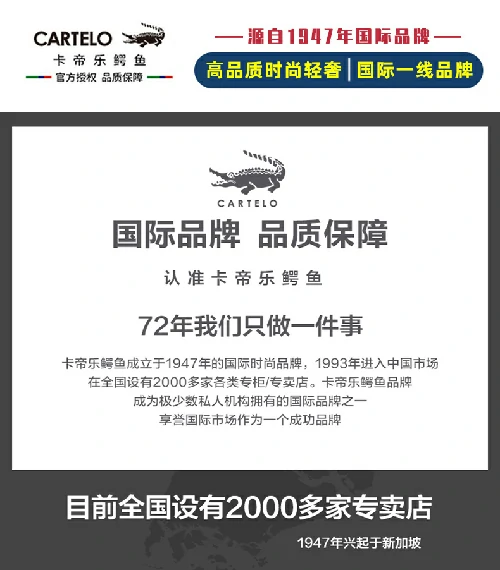 CARTELO
卡帝乐鳄鱼
官方授权 品质保障
源自1947年国际品牌
高品质时尚轻奢|国际一线品牌
CARTELO
国际品牌 品质保障
认准卡帝乐鳄鱼
72年我们只做一件事
卡帝乐鳄鱼成立于1947年的国际时尚品牌，1993年进入中国市场
在全国设有2000多家各类专柜/专卖店。卡帝乐鳄鱼品牌
成为极少数私人机构拥有的国际品牌之一
享誉国际市场作为一个成功品牌
目前全国设有2000多家专卖店
1947年兴起于新加坡